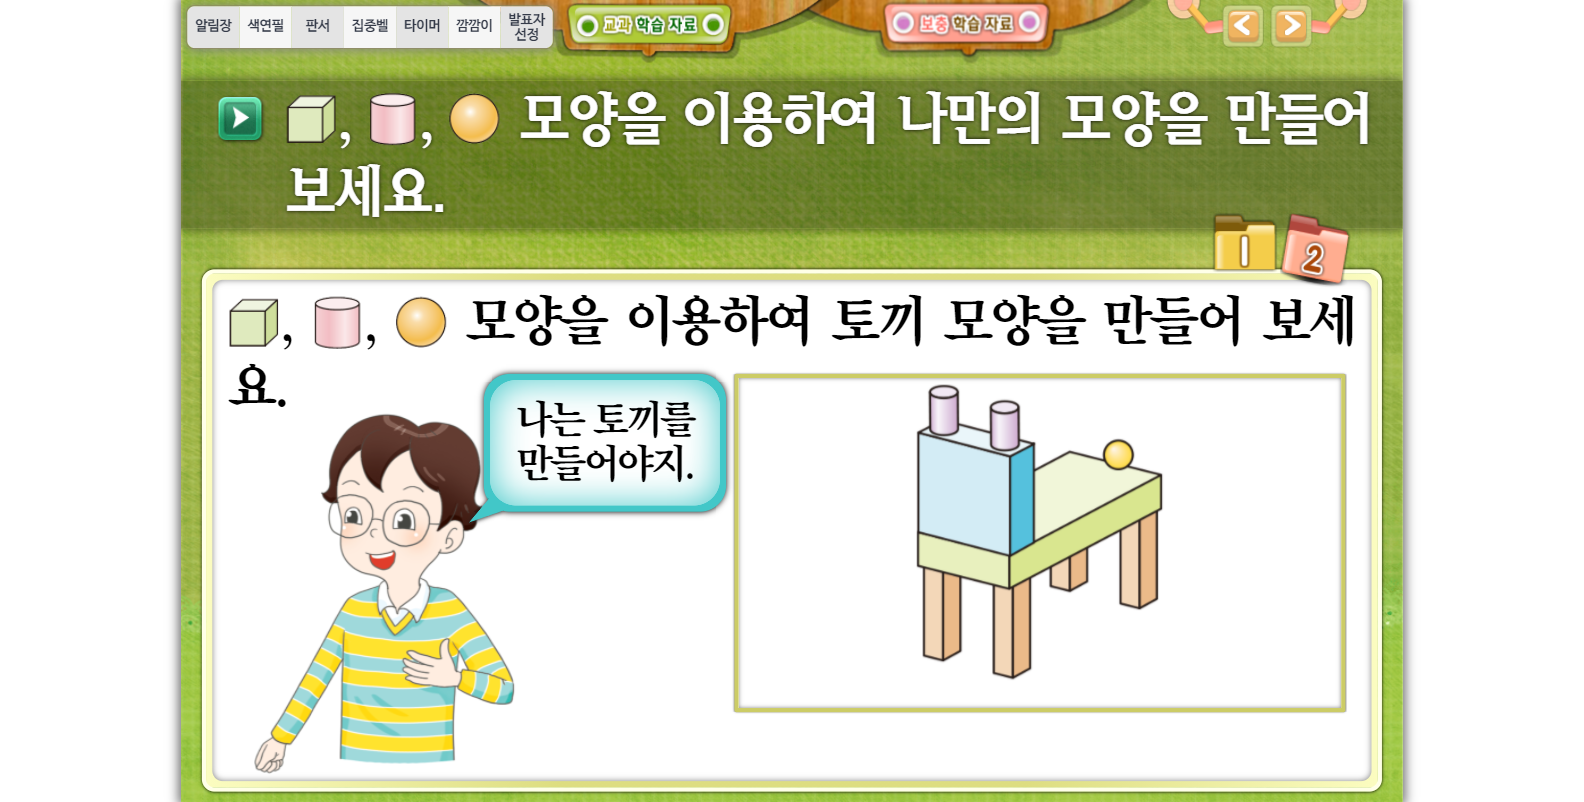 알림장 색연필 판서 집중벨 타이머 깜깜이 발표자 선정
교과 학습 자료
보충 학습 자료
, , 모양을 이용하여 나만의 모양을 만들어
보세요.
1 2
, , 모양을 이용하여 토끼 모양을 만들어 보세
요.
나는 토끼를
만들어야지.